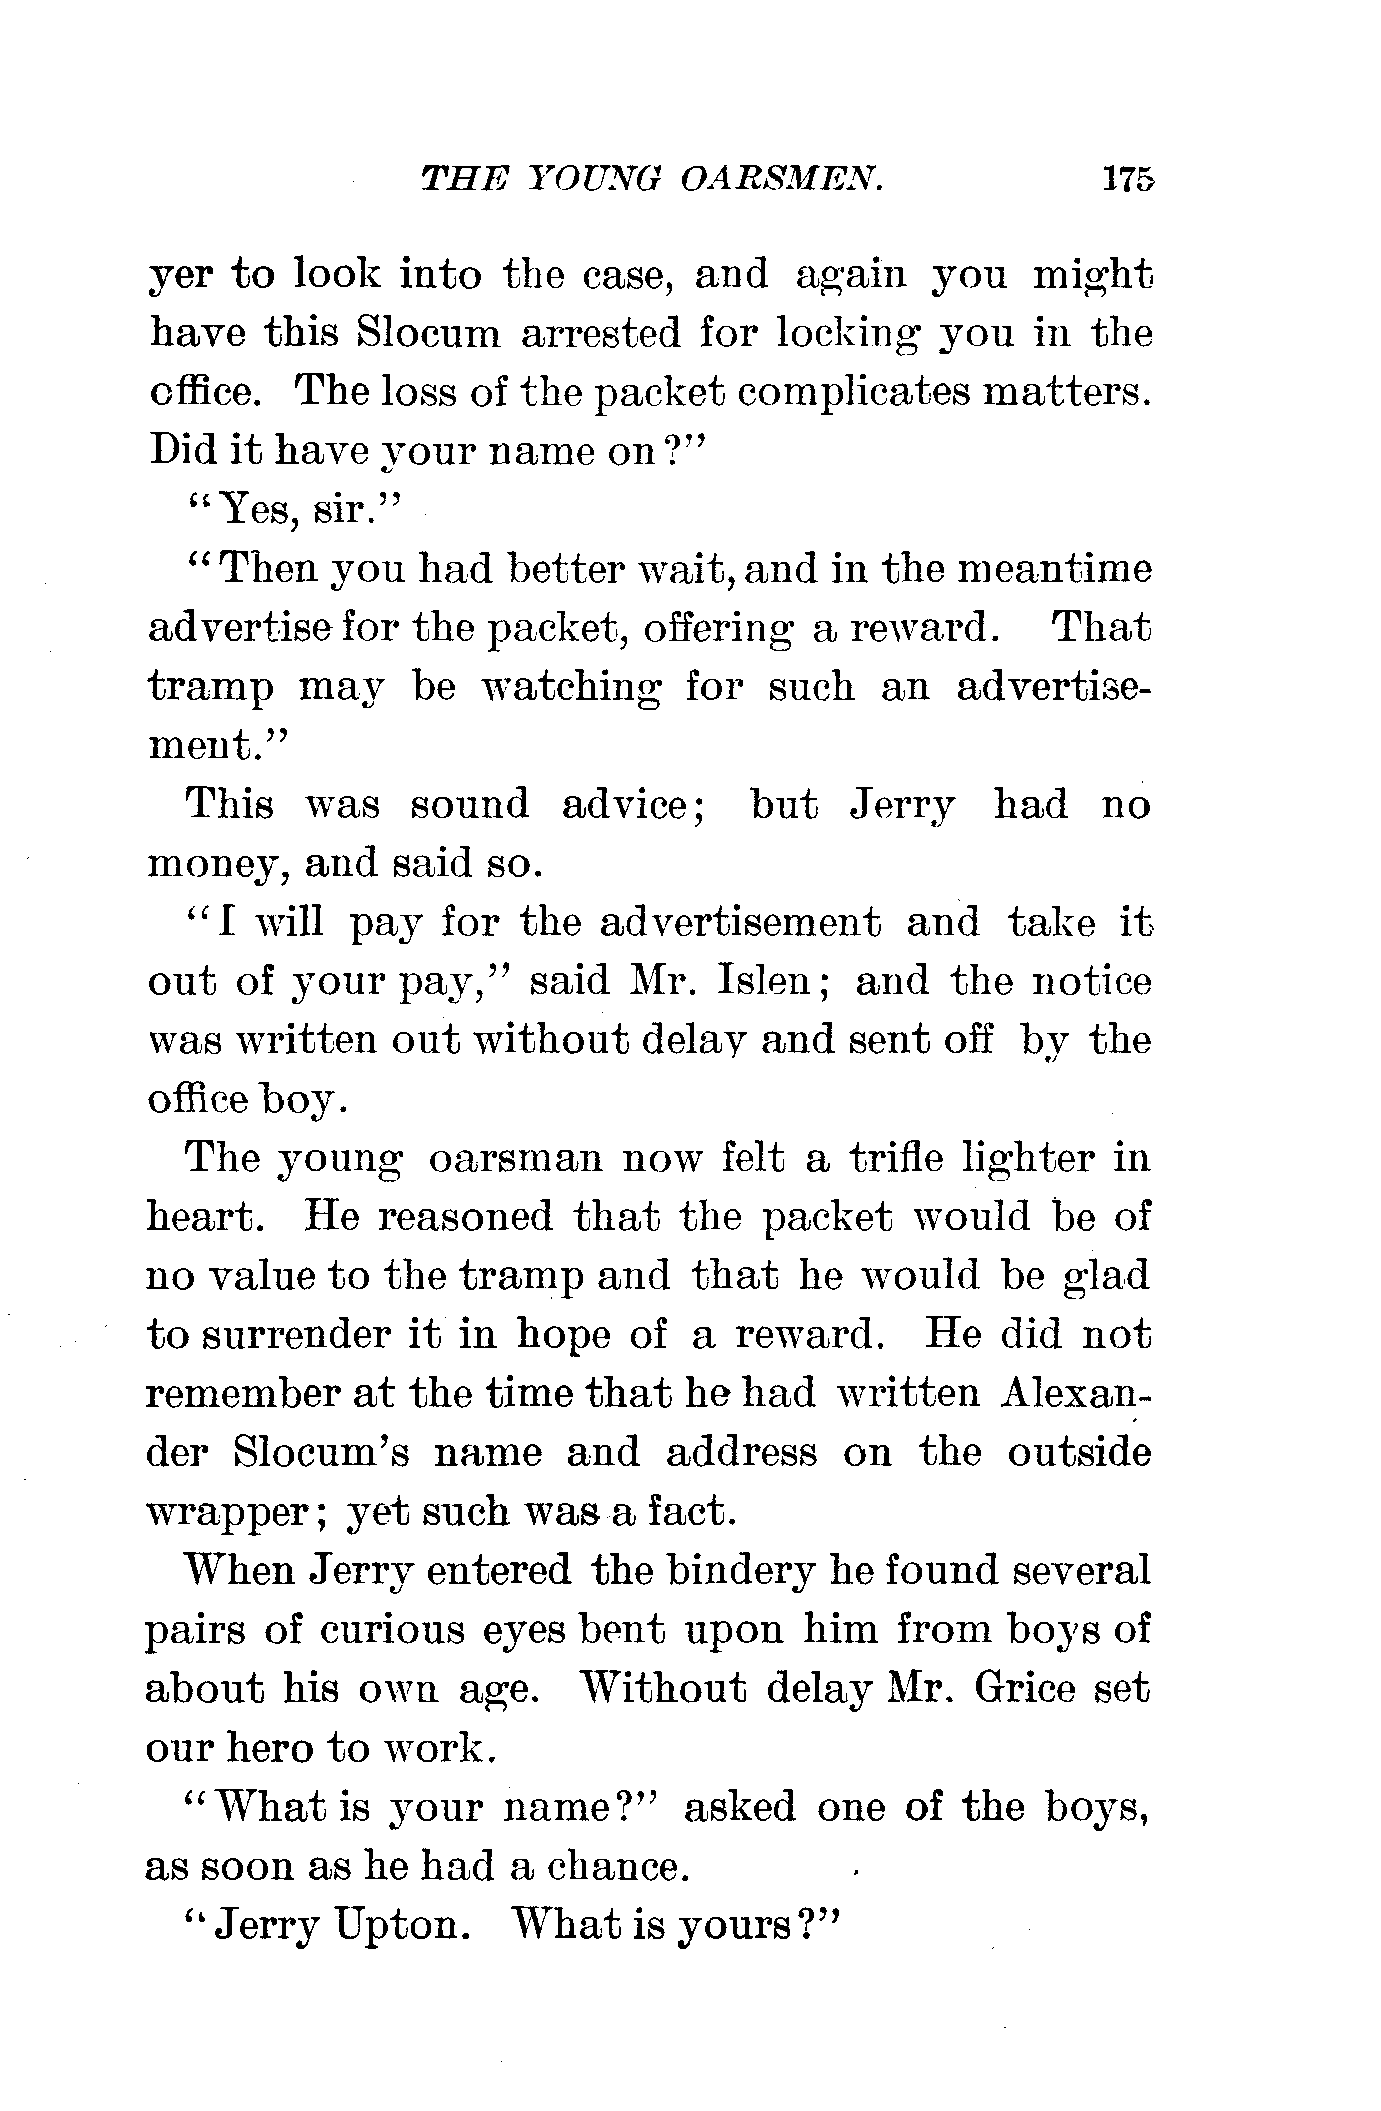 THE YOUNG OARSMEN. 175
yer to look into the case, and again you might
have this Slocum arrested for locking you in the
office. The loss of the packet complicates matters.
Did it have your name on?"
"Yes, sir."
"Then you had better wait, and in the meantime
advertise for the packet, offering a reward. That
tramp may be watching for such an advertise-
ment."
This was sound advice; but Jerry had no
money, and said so.
"I will pay for the advertisement and take it
out of your pay," said Mr. Islen; and the notice
was written out without delay and sent off by the
office boy.
The young oarsman now felt a trifle lighter in
heart. He reasoned that the packet would be of
no value to the tramp and that he would be glad
to surrender it in hope of a reward. He did not
remember at the time that he had written Alexan-
der Slocum's name and address on the outside
wrapper; yet such was a fact.
When Jerry entered the bindery he found several
pairs of curious eyes bent upon him from boys of
about his own age. Without delay Mr. Grice set
our hero to work.
"What is your name?" asked one of the boys,
as soon as he had a chance.
"Jerry Upton. What is yours?"